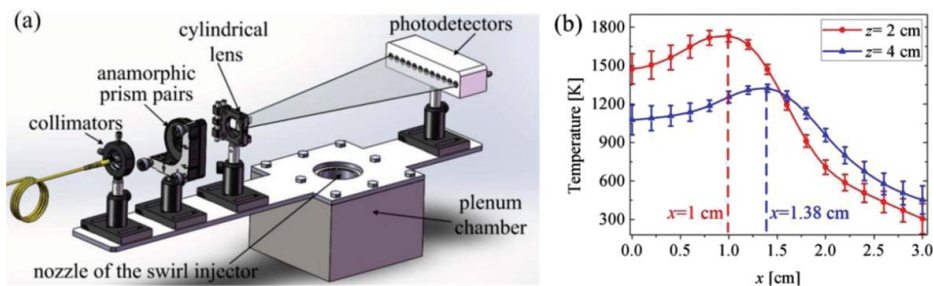 (a)
photodetectors
cylindrical
lens
anamorphic
prism pairs
collimators
plenum
chamber
nozzle of the swirl injector
(b)
1800
1500
1200
900
600
300
Temperature [K]
z= 2 cm
z= 4 cm
x=1 cm
x=1.38 cm
0.0 0.5 1.0 1.5 2.0 2.5 3.0
x [cm]